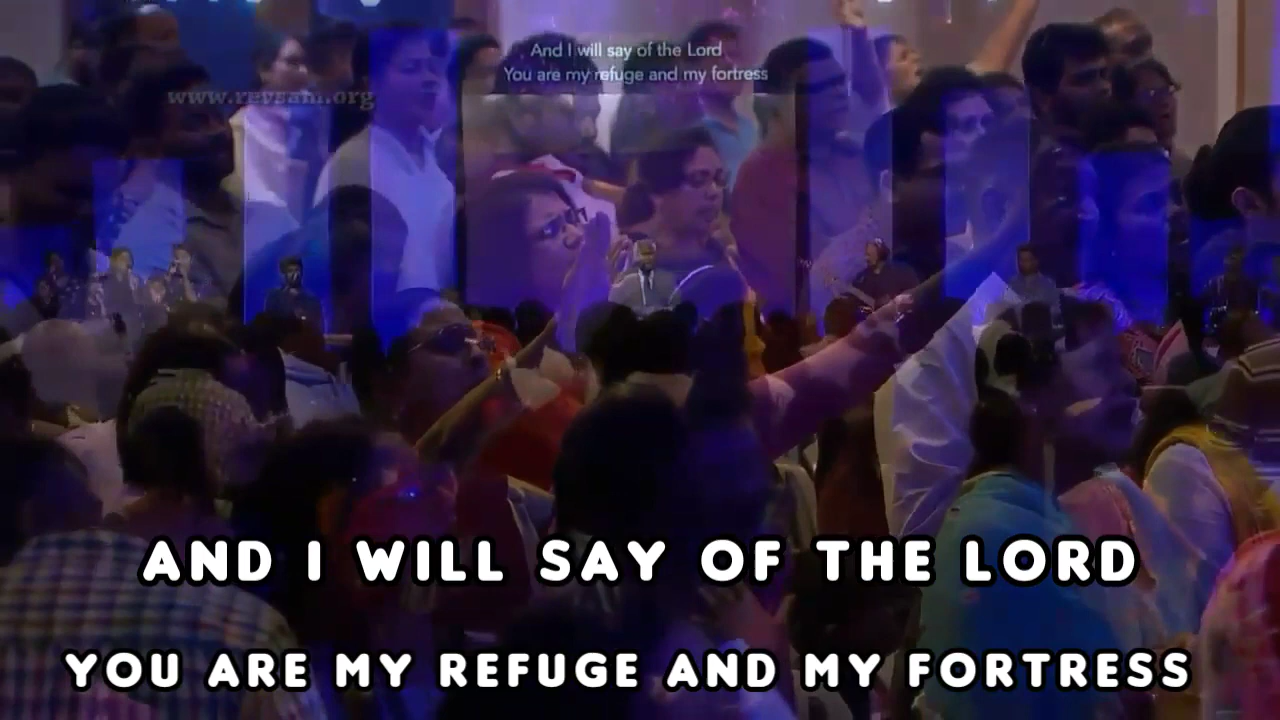 And I will say of the Lord
You are my refuge and my fortress
www.revsam.org
AND I WILL SAY OF THE LORD
YOU ARE MY REFUGE AND MY FORTRESS